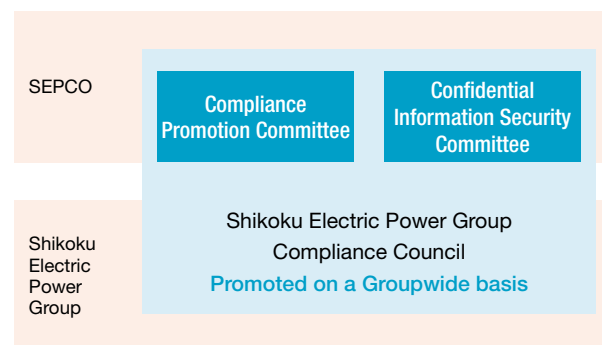 SEPCO
Compliance
Promotion Committee
Confidential
Information Security
Committee
Shikoku
Electric
Power
Group
Shikoku Electric Power Group
Compliance Council
Promoted on a Groupwide basis